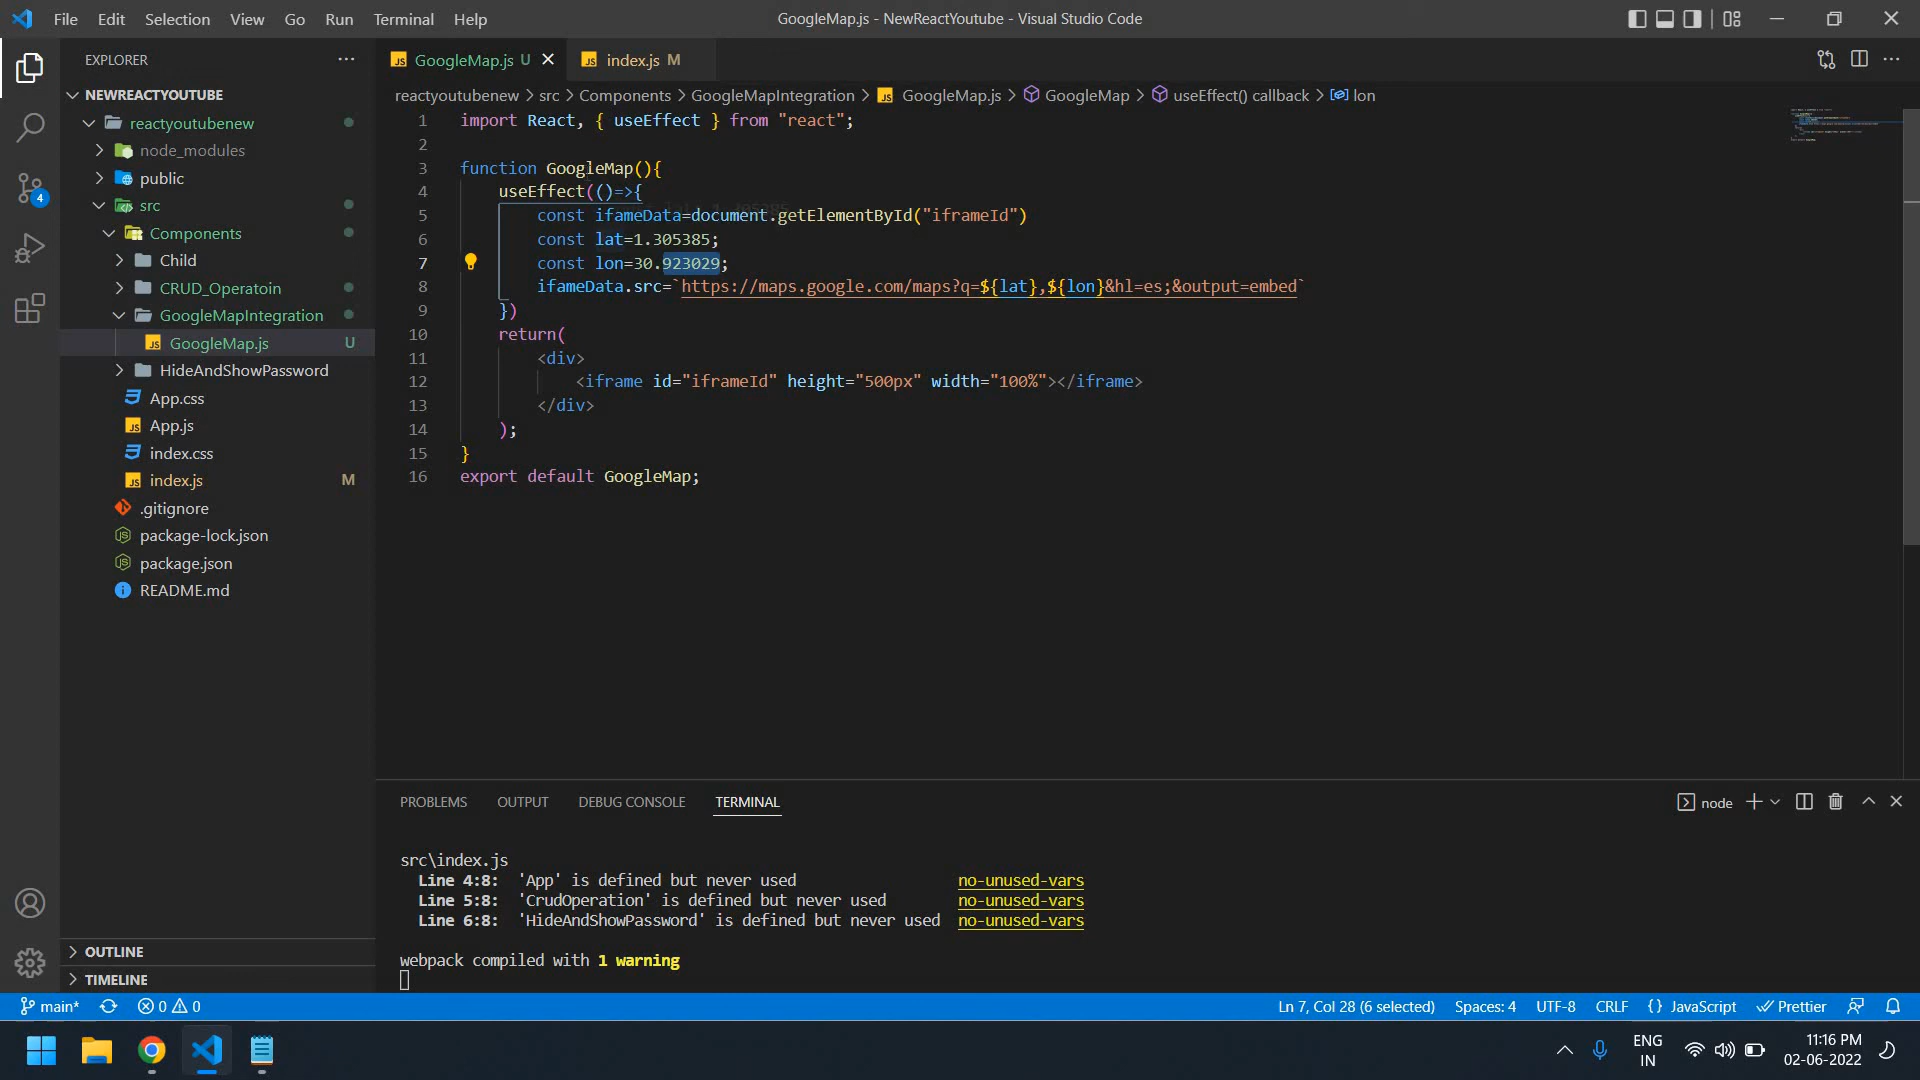 File Edit Selection View Go Run Terminal Help
GoogleMap.js - NewReactYoutube - Visual Studio Code
EXPLORER
NEWREACTYOUTUBE
reactyoutubenew
node_modules
public
4
src
Components
Child
CRUD_Operatoin
GoogleMapIntegration
JS GoogleMap.js U
HideAndShowPassword
App.css
JS App.js
index.css
JS index.js M
.gitignore
package-lock.json
package.json
README.md
OUTLINE
TIMELINE
JS GoogleMap.js U
JS index.js M
reactyoutubenew > src > Components > GoogleMapIntegration > JS GoogleMap.js > GoogleMap > useEffect() callback > lon
1 import React, { useEffect } from "react";
2
3 function GoogleMap(){
4 useEffect(()=>{
5 const ifameData=document.getElementById("iframeId")
6 const lat=1.305385;
7 const lon=30.923029;
8 ifameData.src=`https://maps.google.com/maps?q=${lat},${lon}&hl=es;&output=embed`
9 })
10 return(
11 <div>
12 <iframe id="iframeId" height="500px" width="100%"></iframe>
13 </div>
14 );
15 }
16 export default GoogleMap;
PROBLEMS OUTPUT DEBUG CONSOLE TERMINAL
node
src\index.js
Line 4:8: 'App' is defined but never used no-unused-vars
Line 5:8: 'CrudOperation' is defined but never used no-unused-vars
Line 6:8: 'HideAndShowPassword' is defined but never used no-unused-vars
webpack compiled with 1 warning
main* 0 0
Ln 7, Col 28 (6 selected) Spaces: 4 UTF-8 CRLF {} JavaScript Prettier
ENG
IN
11:16 PM
02-06-2022